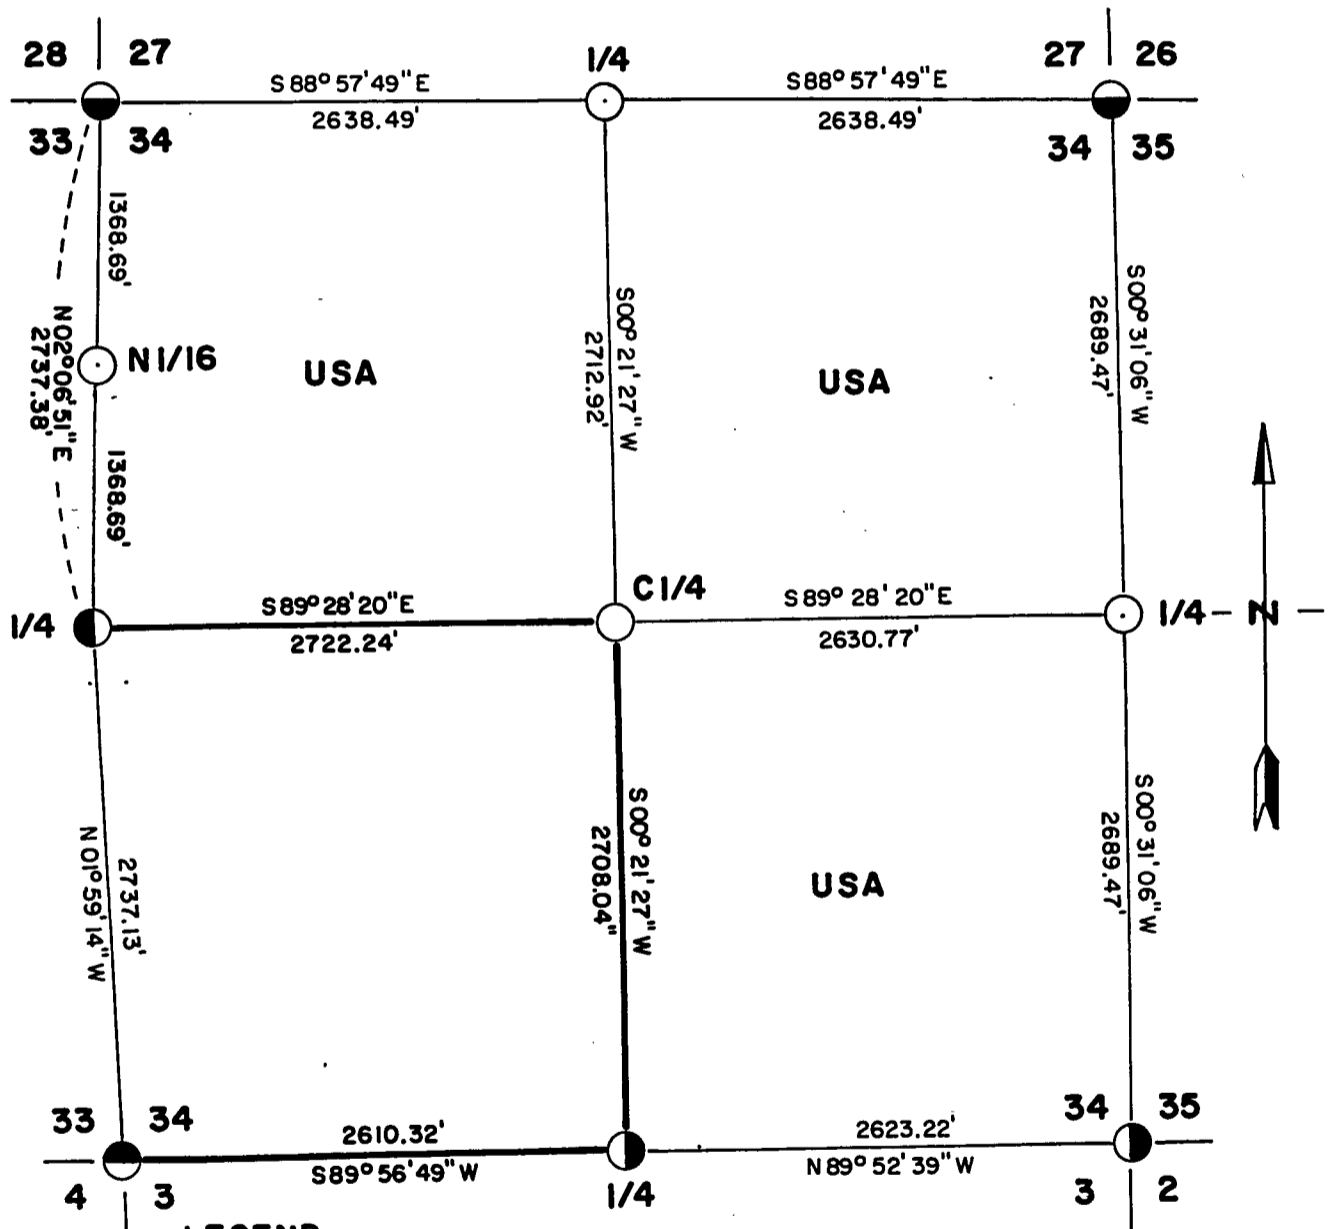 28 27
1/4
27 26
S 88° 57' 49" E
2638.49'
S 88° 57' 49" E
2638.49'
33 34
34 35
1368.69'
N 1/16
1368.69'
N 02° 06' 51" E
2737.38'
USA
S 00° 21' 27" W
2712.92'
USA
S 00° 31' 06" W
2689.47'
1/4
S 89° 28' 20" E
2722.24'
C 1/4
S 89° 28' 20" E
2630.77'
1/4
N
2737.13'
N 01° 59' 14" W
S 00° 21' 27" W
2708.04"
USA
S 00° 31' 06" W
2689.47'
33 34
2610.32'
S 89° 56' 49" W
2623.22'
N 89° 52' 39" W
34 35
4 3
1/4
3 2
LEGEND